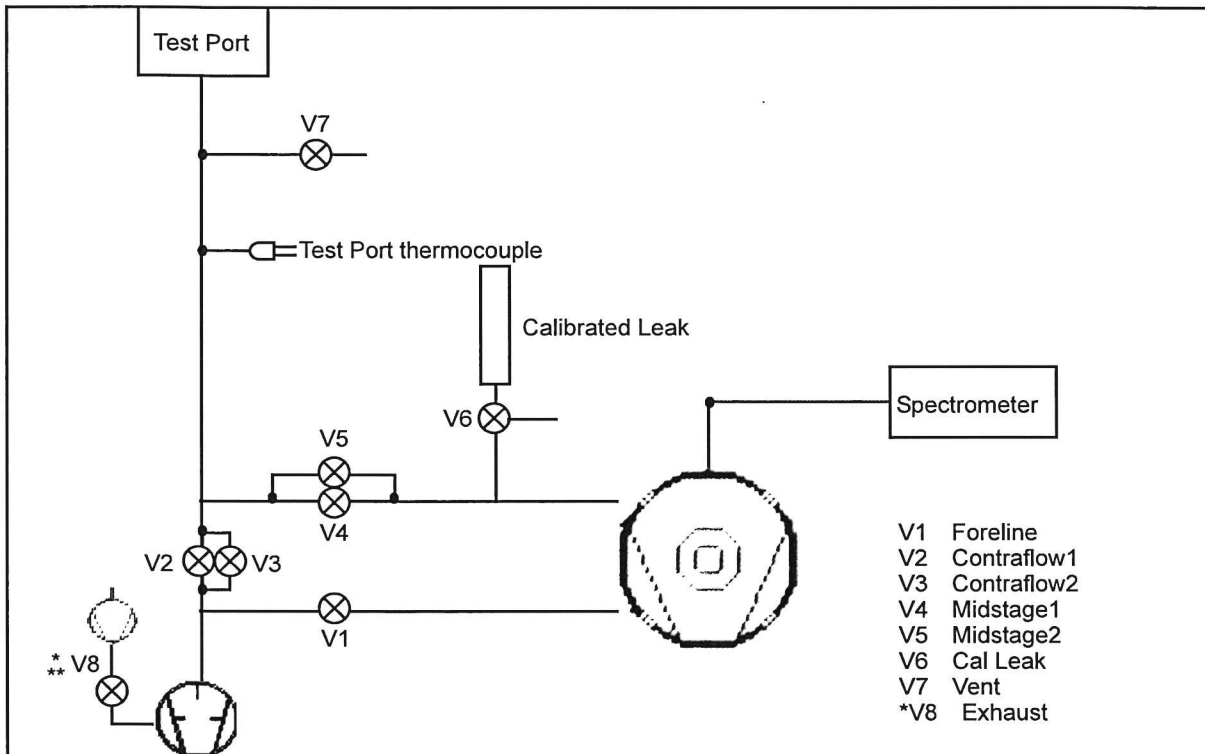 Test Port
V7
Test Port thermocouple
Calibrated Leak
V6
Spectrometer
V5
V4
V2
V3
V1
*
** V8
V1 Foreline
V2 Contraflow1
V3 Contraflow2
V4 Midstage1
V5 Midstage2
V6 Cal Leak
V7 Vent
*V8 Exhaust